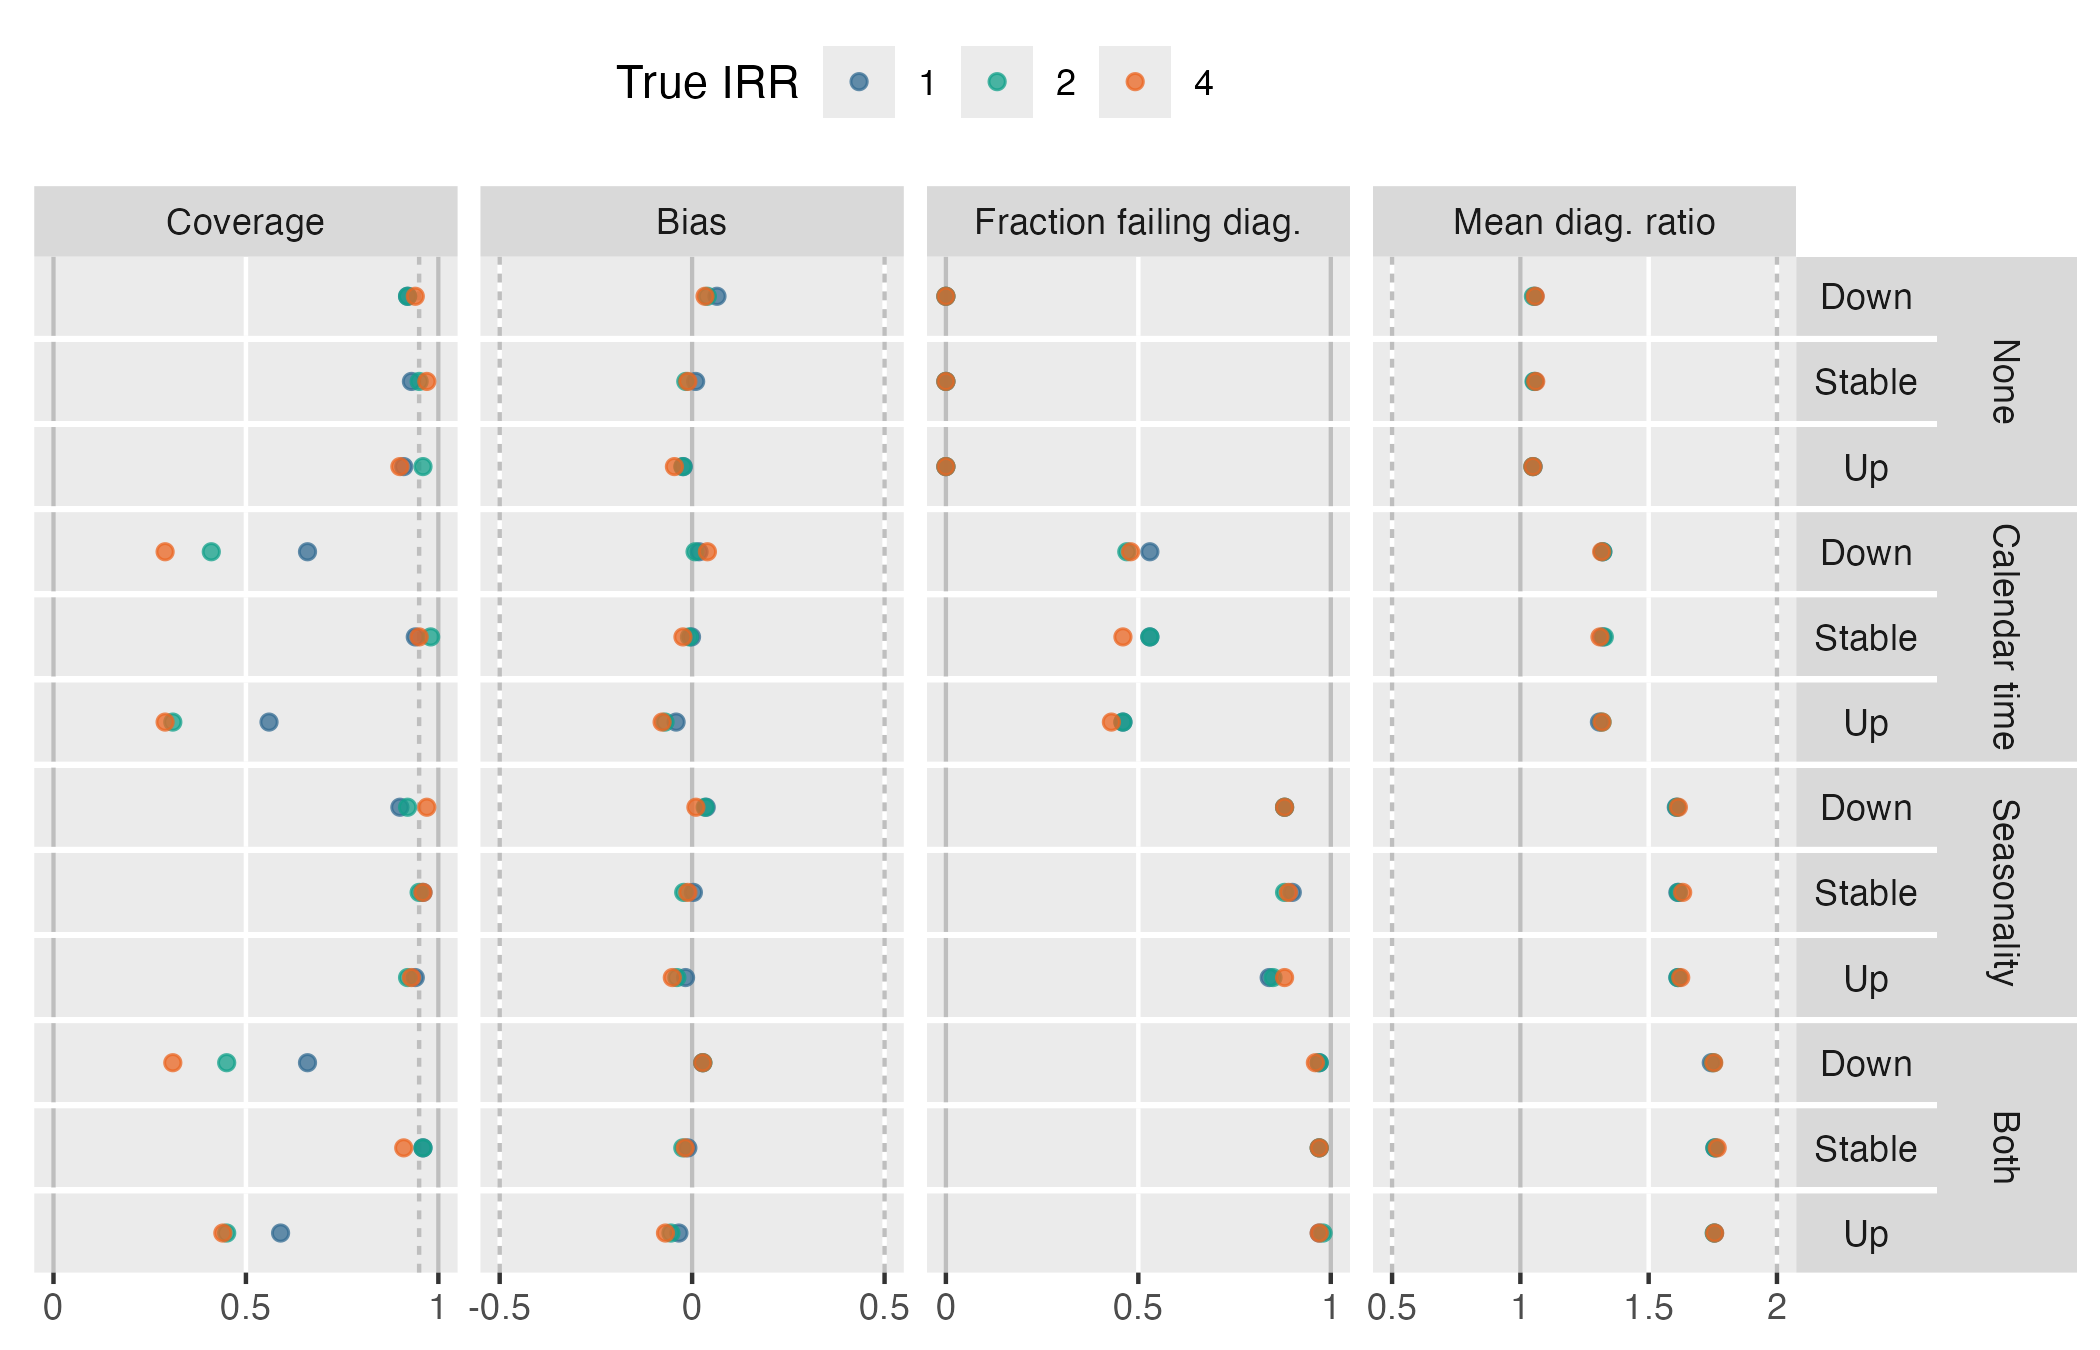 True IRR 1 2 4
Coverage Bias Fraction failing diag. Mean diag. ratio
Down
Stable
Up
None
Down
Stable
Up
Calendar time
Down
Stable
Up
Seasonality
Down
Stable
Up
Both
0 0.5 1 -0.5 0 0.5 0 0.5 1 0.5 1 1.5 2